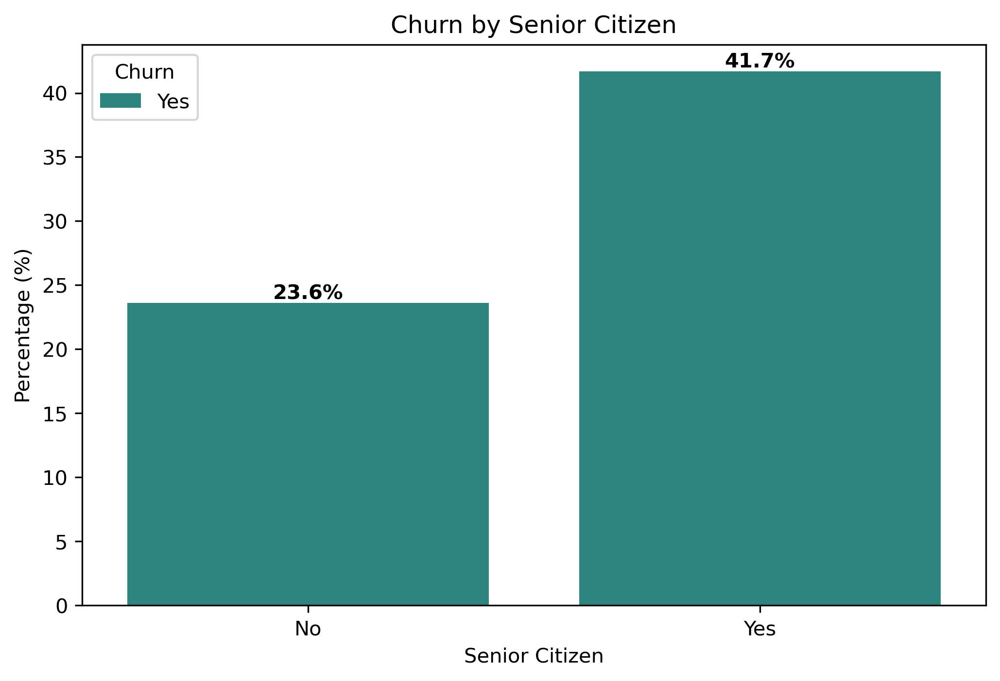 Churn by Senior Citizen
Churn
Yes
41.7%
23.6%
Percentage (%)
40
35
30
25
20
15
10
5
0
No
Yes
Senior Citizen